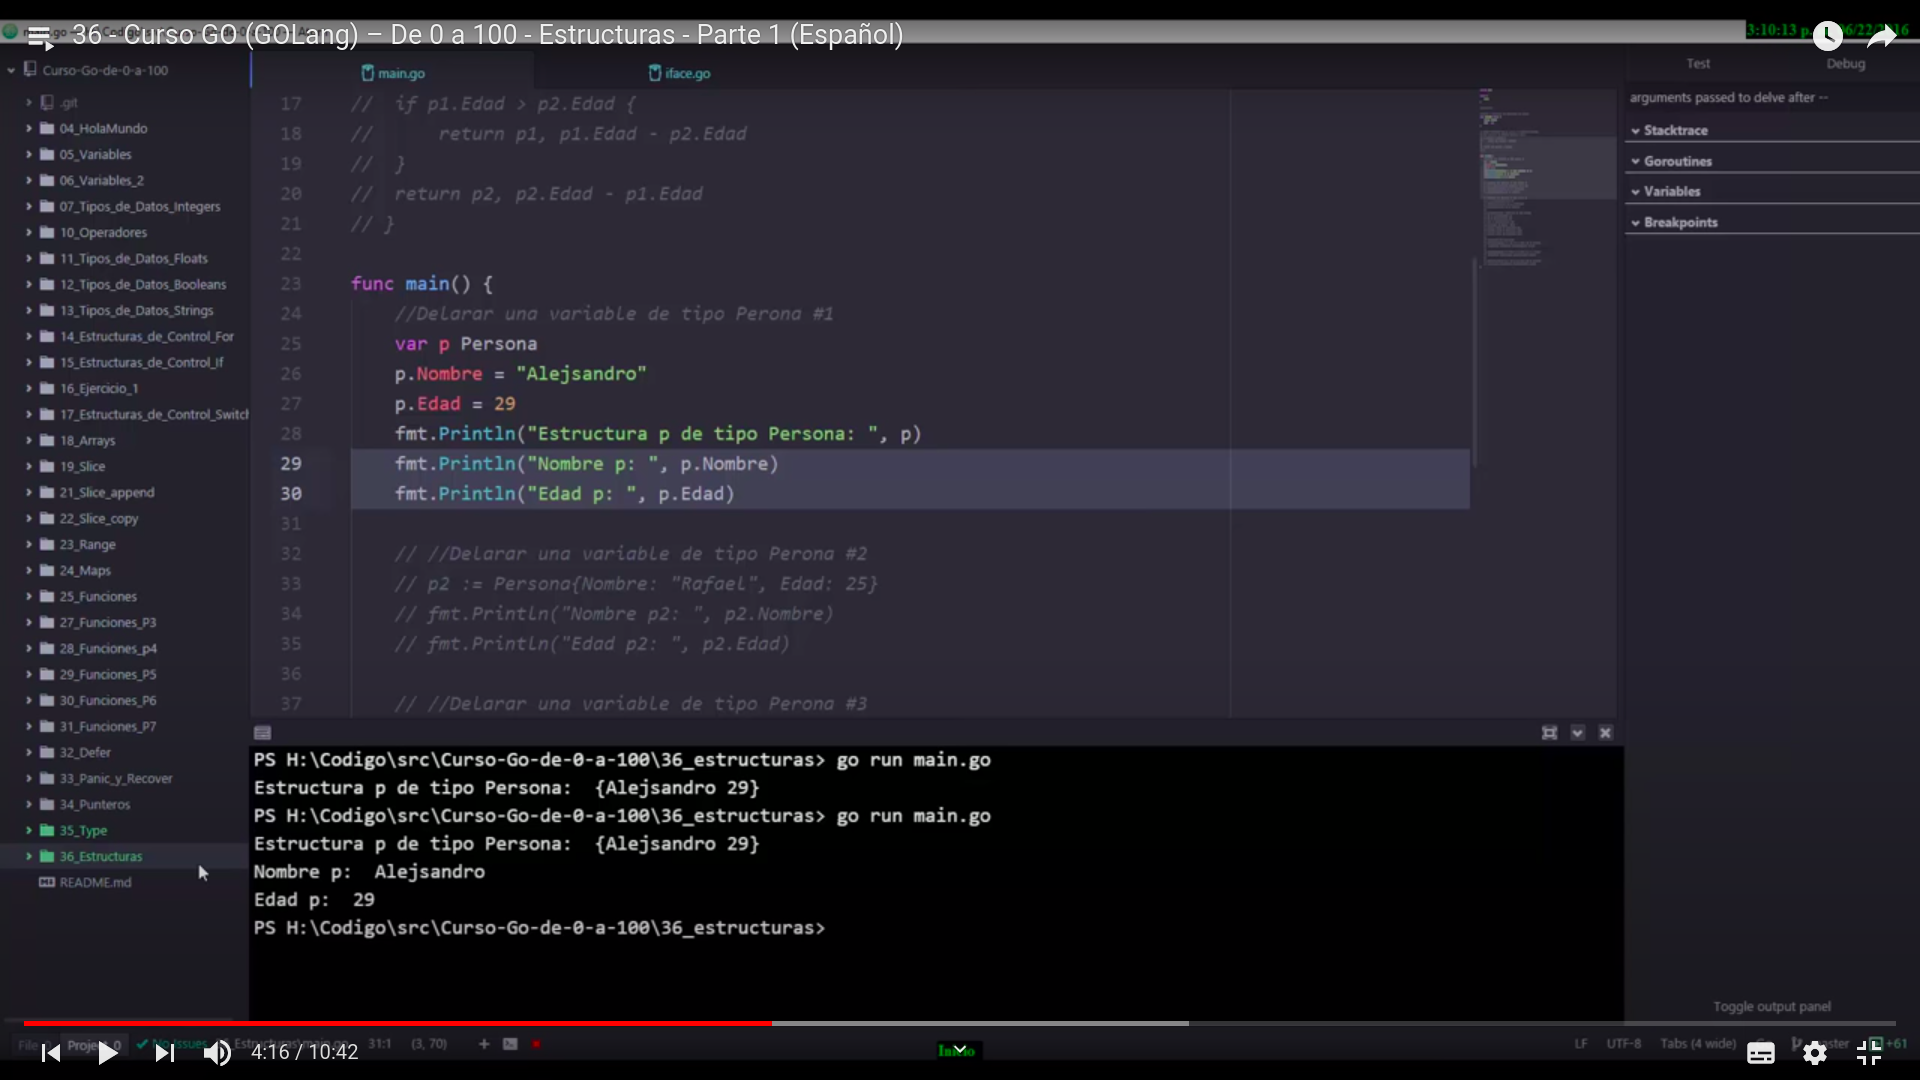 36 - Curso GO (GOLang) – De 0 a 100 - Estructuras - Parte 1 (Español)
3:10:13 p.
Curso-Go-de-0-a-100
.git
04_HolaMundo
05_Variables
06_Variables_2
07_Tipos_de_Datos_Integers
10_Operadores
11_Tipos_de_Datos_Floats
12_Tipos_de_Datos_Booleans
13_Tipos_de_Datos_Strings
14_Estructuras_de_Control_For
15_Estructuras_de_Control_If
16_Ejercicio_1
17_Estructuras_de_Control_Switch
18_Arrays
19_Slice
21_Slice_append
22_Slice_copy
23_Range
24_Maps
25_Funciones
27_Funciones_P3
28_Funciones_p4
29_Funciones_P5
30_Funciones_P6
31_Funciones_P7
32_Defer
33_Panic_y_Recover
34_Punteros
35_Type
36_Estructuras
README.md
main.go iface.go
17 // if p1.Edad > p2.Edad {
18 // return p1, p1.Edad - p2.Edad
19 // }
20 // return p2, p2.Edad - p1.Edad
21 // }
22
23 func main() {
24 //Delarar una variable de tipo Perona #1
25 var p Persona
26 p.Nombre = "Alejsandro"
27 p.Edad = 29
28 fmt.Println("Estructura p de tipo Persona: ", p)
29 fmt.Println("Nombre p: ", p.Nombre)
30 fmt.Println("Edad p: ", p.Edad)
31
32 // //Delarar una variable de tipo Perona #2
33 // p2 := Persona{Nombre: "Rafael", Edad: 25}
34 // fmt.Println("Nombre p2: ", p2.Nombre)
35 // fmt.Println("Edad p2: ", p2.Edad)
36
37 // //Delarar una variable de tipo Perona #3
Test Debug
arguments passed to delve after --
Stacktrace
Goroutines
Variables
Breakpoints
PS H:\Codigo\src\Curso-Go-de-0-a-100\36_estructuras> go run main.go
Estructura p de tipo Persona:  {Alejsandro 29}
PS H:\Codigo\src\Curso-Go-de-0-a-100\36_estructuras> go run main.go
Estructura p de tipo Persona:  {Alejsandro 29}
Nombre p:  Alejsandro
Edad p:  29
PS H:\Codigo\src\Curso-Go-de-0-a-100\36_estructuras>
Toggle output panel
File Project 0 No Issues 31:1 (3, 70) LF UTF-8 Tabs (4 wide) +61
4:16 / 10:42